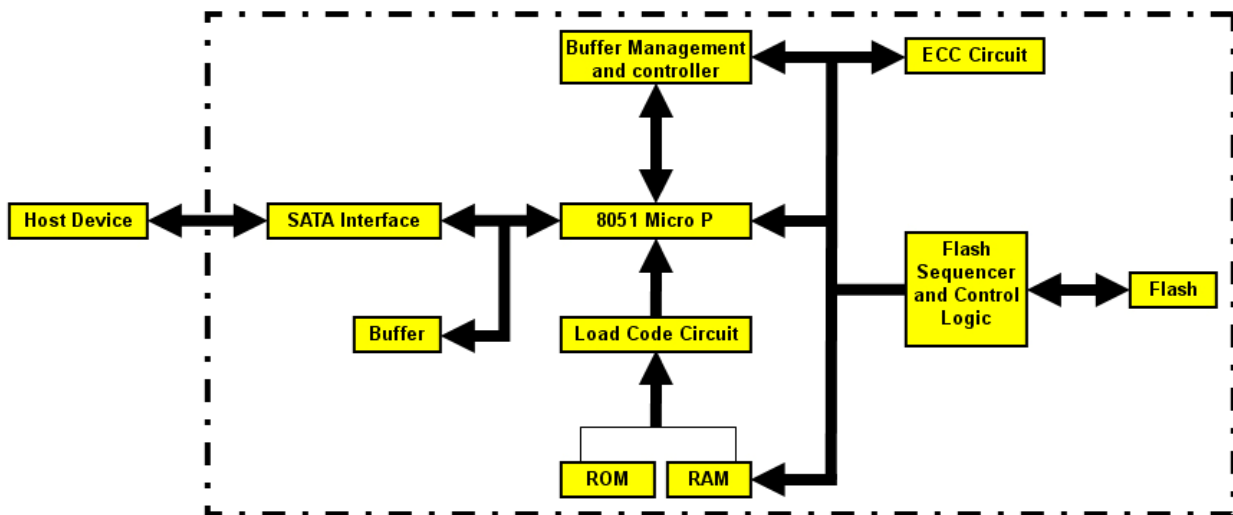 Buffer Management
and controller
ECC Circuit
Host Device
SATA Interface
8051 Micro P
Flash
Sequencer
and Control
Logic
Flash
Buffer
Load Code Circuit
ROM
RAM